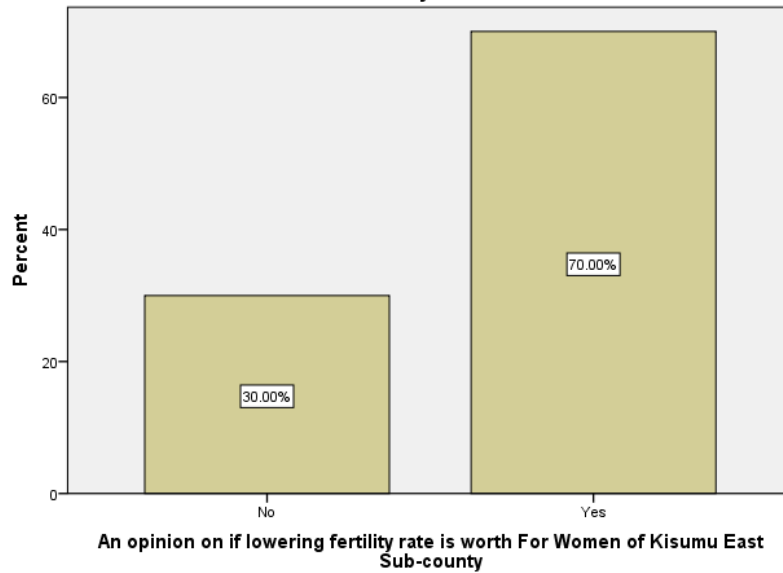 60
40
20
0
Percent
30.00%
70.00%
No
Yes
An opinion on if lowering fertility rate is worth For Women of Kisumu East
Sub-county